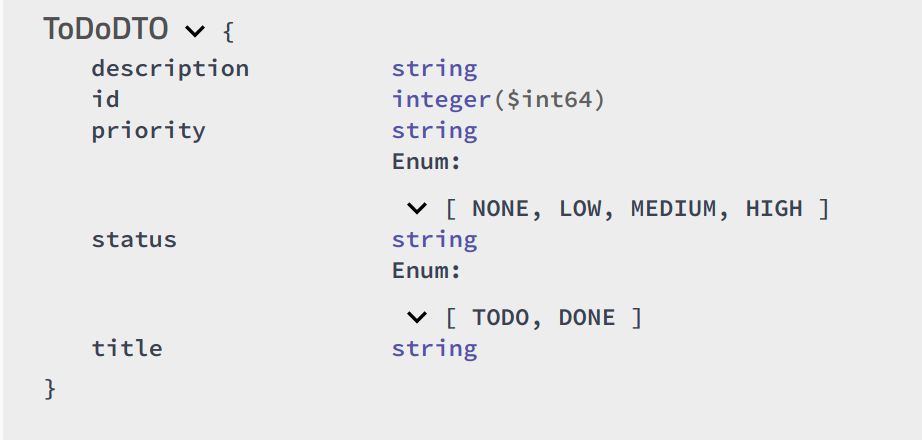 ToDoDTO {
description string
id integer($int64)
priority string
Enum:
[ NONE, LOW, MEDIUM, HIGH ]
status string
Enum:
[ TODO, DONE ]
title string
}